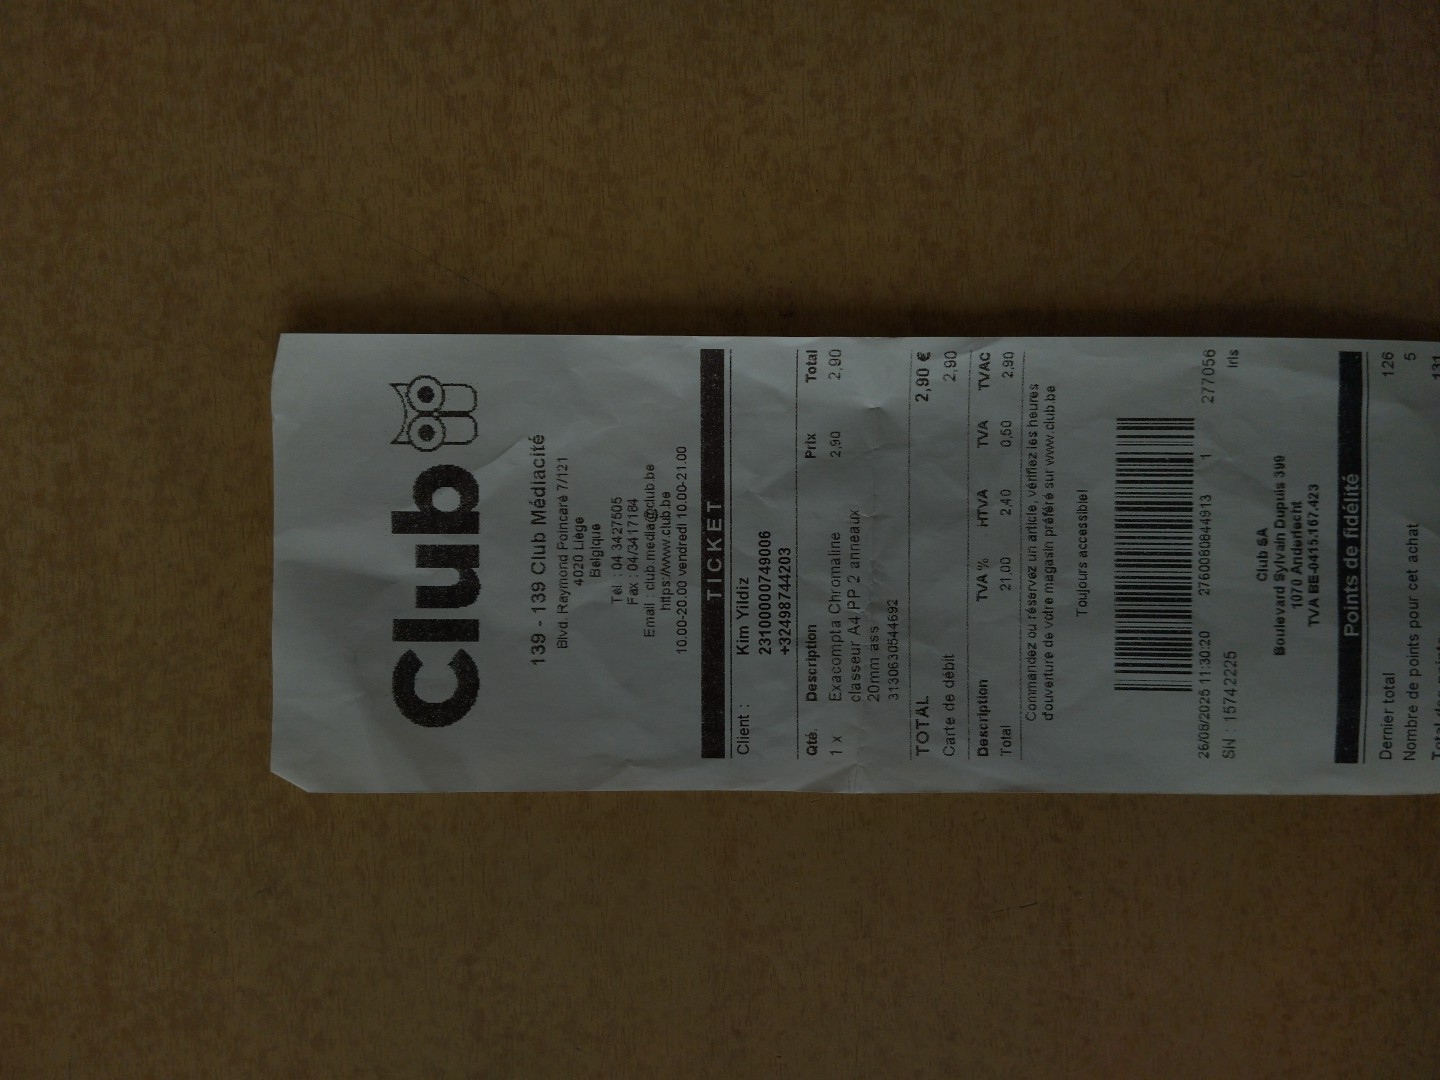 Club
139 - 139 Club Médiacité
Blvd. Raymond Poincaré 7/121
4020 Liège
Belgique
Tel : 04 3427505
Fax : 04/3417184
Email : club.media@club.be
https://www.club.be
10.00-20.00 vendredi 10.00-21.00
TICKET
Client : Kim Yildiz
2310000749006
+32498744203
Qté. Description Prix Total
1 x Exacompta Chromaline 2,90 2,90
classeur A4 PP 2 anneaux
20mm ass
3130630544692
TOTAL 2,90 €
Carte de débit 2,90
Description TVA % HTVA TVA TVAC
Total 21,00 2,40 0,50 2,90
Commandez ou réservez un article, vérifiez les heures
d'ouverture de votre magasin préféré sur www.club.be
Toujours accessible!
26/08/2025 11:30:20 2760080844913 1 277056
SN : 15742225 Iris
Club SA
Boulevard Sylvain Dupuis 399
1070 Anderlecht
TVA BE-0415.167.423
Points de fidélité
Dernier total 126
Nombre de points pour cet achat 5
Total des points 131